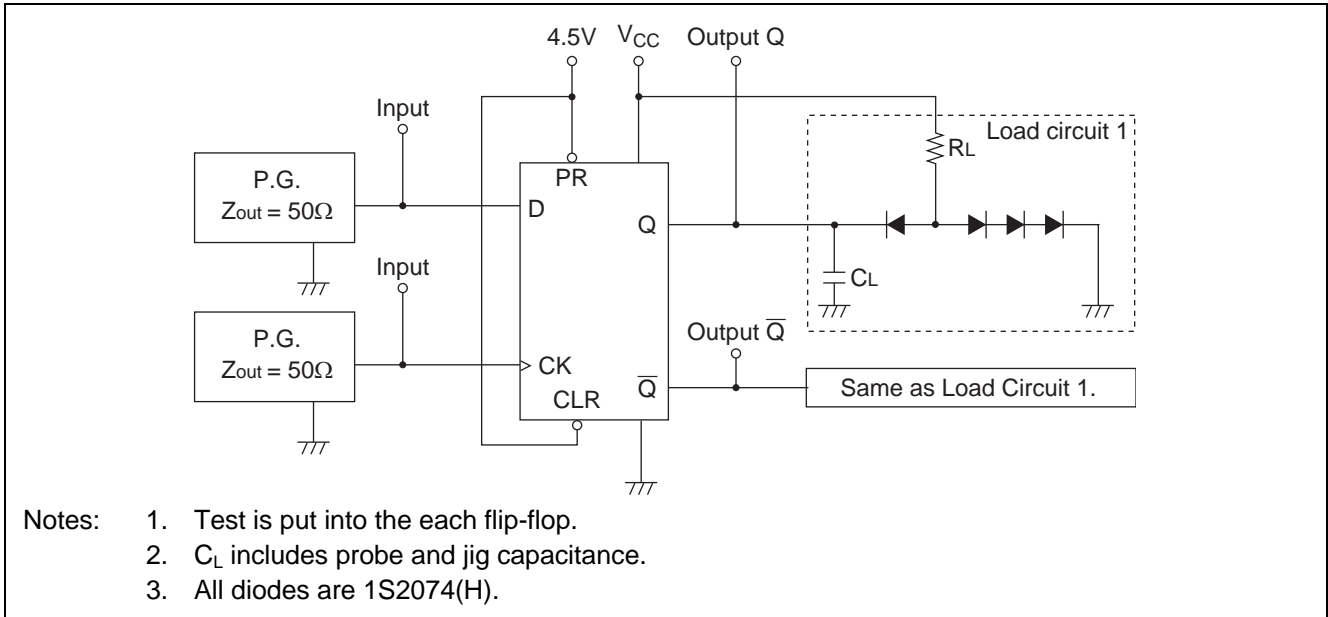 4.5V VCC Output Q
Input
Load circuit 1
RL
P.G.
Zout = 50Ω
PR
D
Q
Input
CL
P.G.
Zout = 50Ω
Output Q̅
CK
Q̅
Same as Load Circuit 1.
CLR
Notes: 1. Test is put into the each flip-flop.
2. CL includes probe and jig capacitance.
3. All diodes are 1S2074(H).